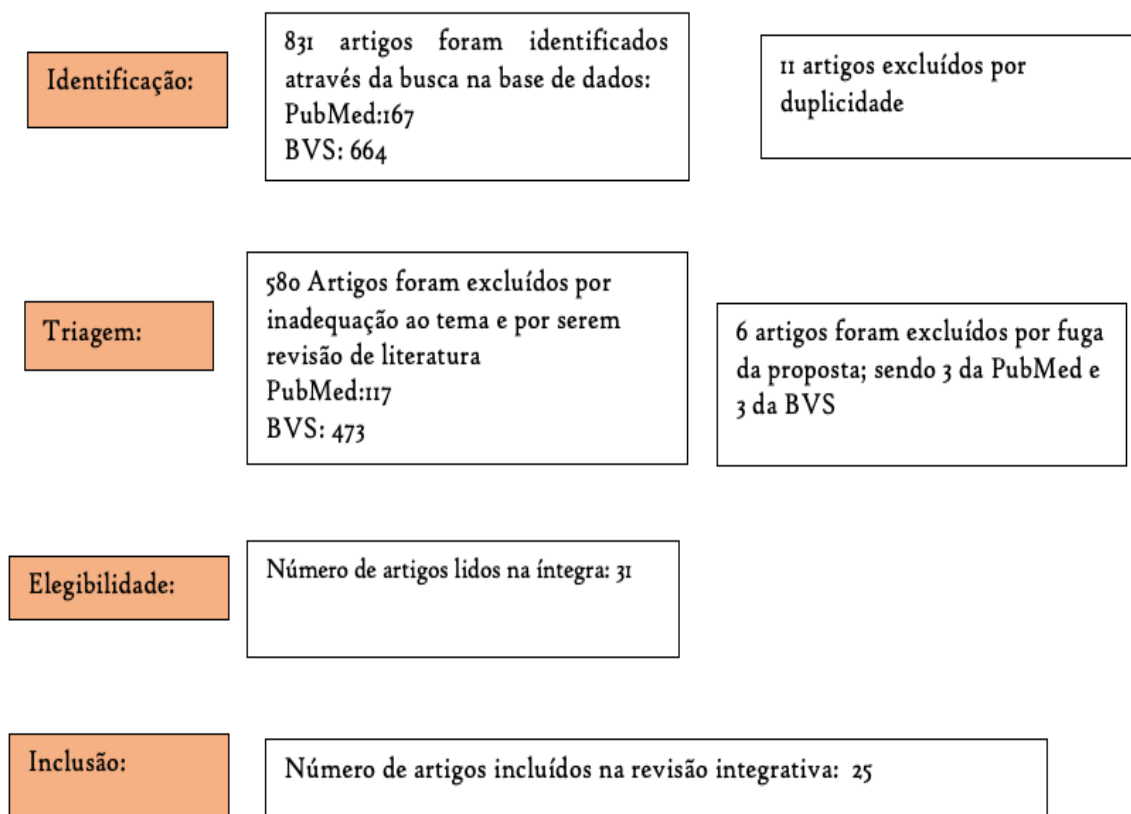 Identificação:
831 artigos foram identificados
através da busca na base de dados:
PubMed:167
BVS: 664
11 artigos excluídos por
duplicidade
Triagem:
580 Artigos foram excluídos por
inadequação ao tema e por serem
revisão de literatura
PubMed:117
BVS: 473
6 artigos foram excluídos por fuga
da proposta; sendo 3 da PubMed e
3 da BVS
Elegibilidade:
Número de artigos lidos na íntegra: 31
Inclusão:
Número de artigos incluídos na revisão integrativa: 25